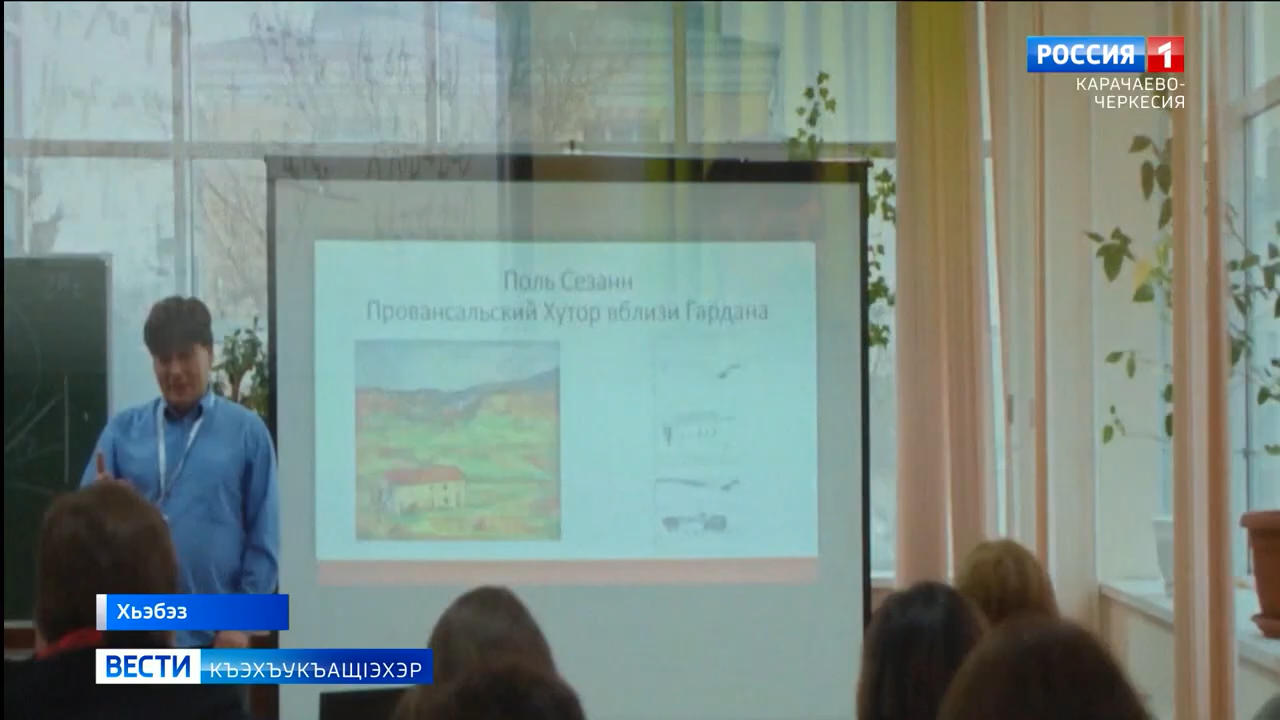 РОССИЯ 1
КАРАЧАЕВО-
ЧЕРКЕСИЯ
Поль Сезанн
Провансальский Хутор вблизи Гардана
Хьэбэз
ВЕСТИ КЪЭХЪУКЪАЩІЭХЭР